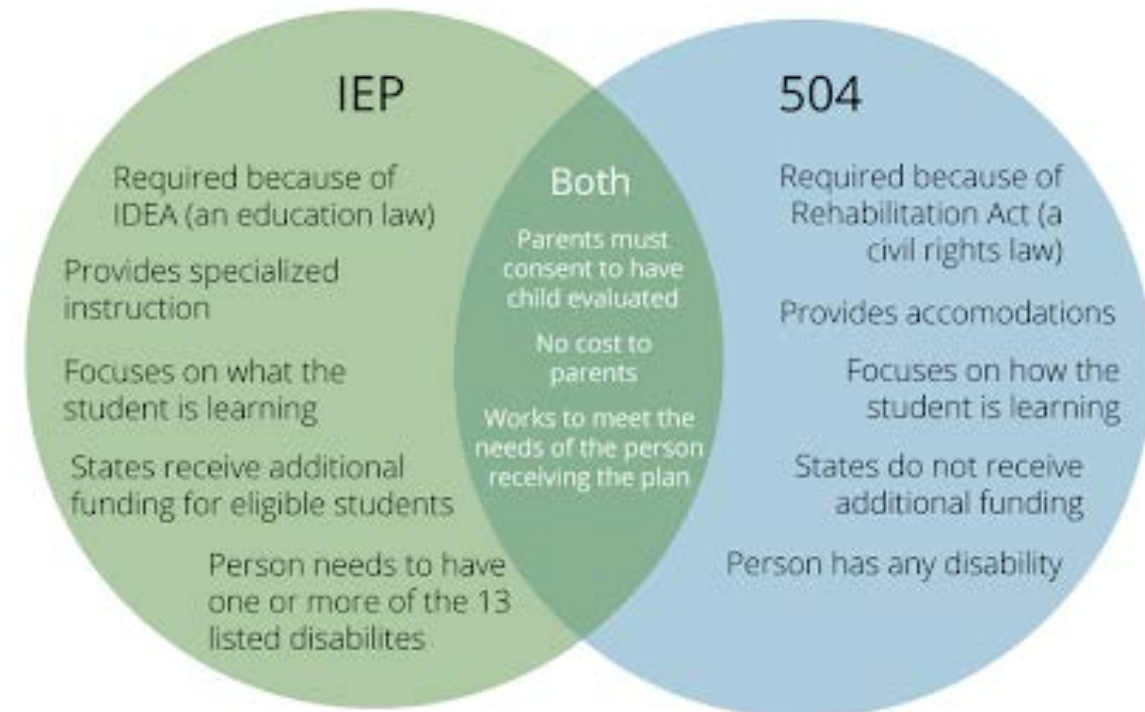 IEP
Required because of
IDEA (an education law)
Provides specialized
instruction
Focuses on what the
student is learning
States receive additional
funding for eligible students
Person needs to have
one or more of the 13
listed disabilites
Both
Parents must
consent to have
child evaluated
No cost to
parents
Works to meet the
needs of the person
receiving the plan
504
Required because of
Rehabilitation Act (a
civil rights law)
Provides accomodations
Focuses on how the
student is learning
States do not receive
additional funding
Person has any disability